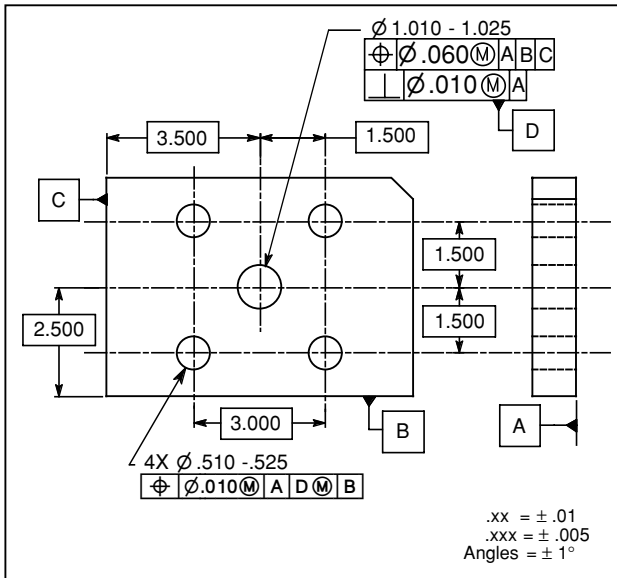 Ø 1.010 - 1.025
⌖ Ø .060 Ⓜ A B C
⊥ Ø .010 Ⓜ A
D
3.500
1.500
C
1.500
1.500
2.500
3.000
B
A
4X Ø .510 -.525
⌖ Ø.010 Ⓜ A D Ⓜ B
.xx = ± .01
.xxx = ± .005
Angles = ± 1°